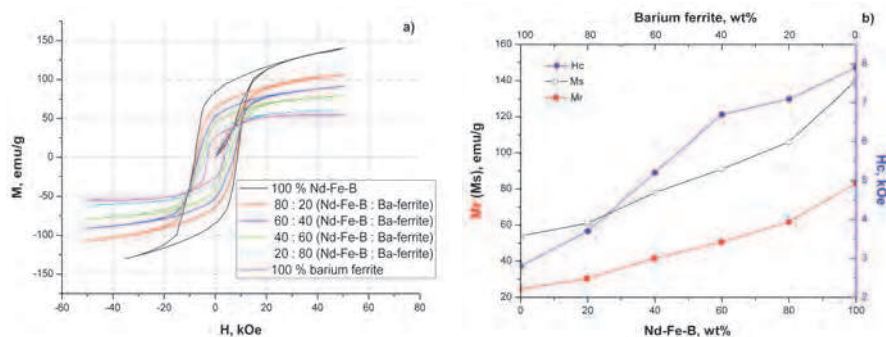 a)
150
100
50
0
-50
-100
-150
M, emu/g
100 % Nd-Fe-B
80 : 20 (Nd-Fe-B : Ba-ferrite)
60 : 40 (Nd-Fe-B : Ba-ferrite)
40 : 60 (Nd-Fe-B : Ba-ferrite)
20 : 80 (Nd-Fe-B : Ba-ferrite)
100 % barium ferrite
-60 -40 -20 0 20 40 60 80
H, kOe
Barium ferrite, wt%
b)
100 80 60 40 20 0
160
140
120
100
80
60
40
20
Mr (Ms), emu/g
Hc
Ms
Mr
8
7
6
5
4
3
2
Hc, kOe
0 20 40 60 80 100
Nd-Fe-B, wt%